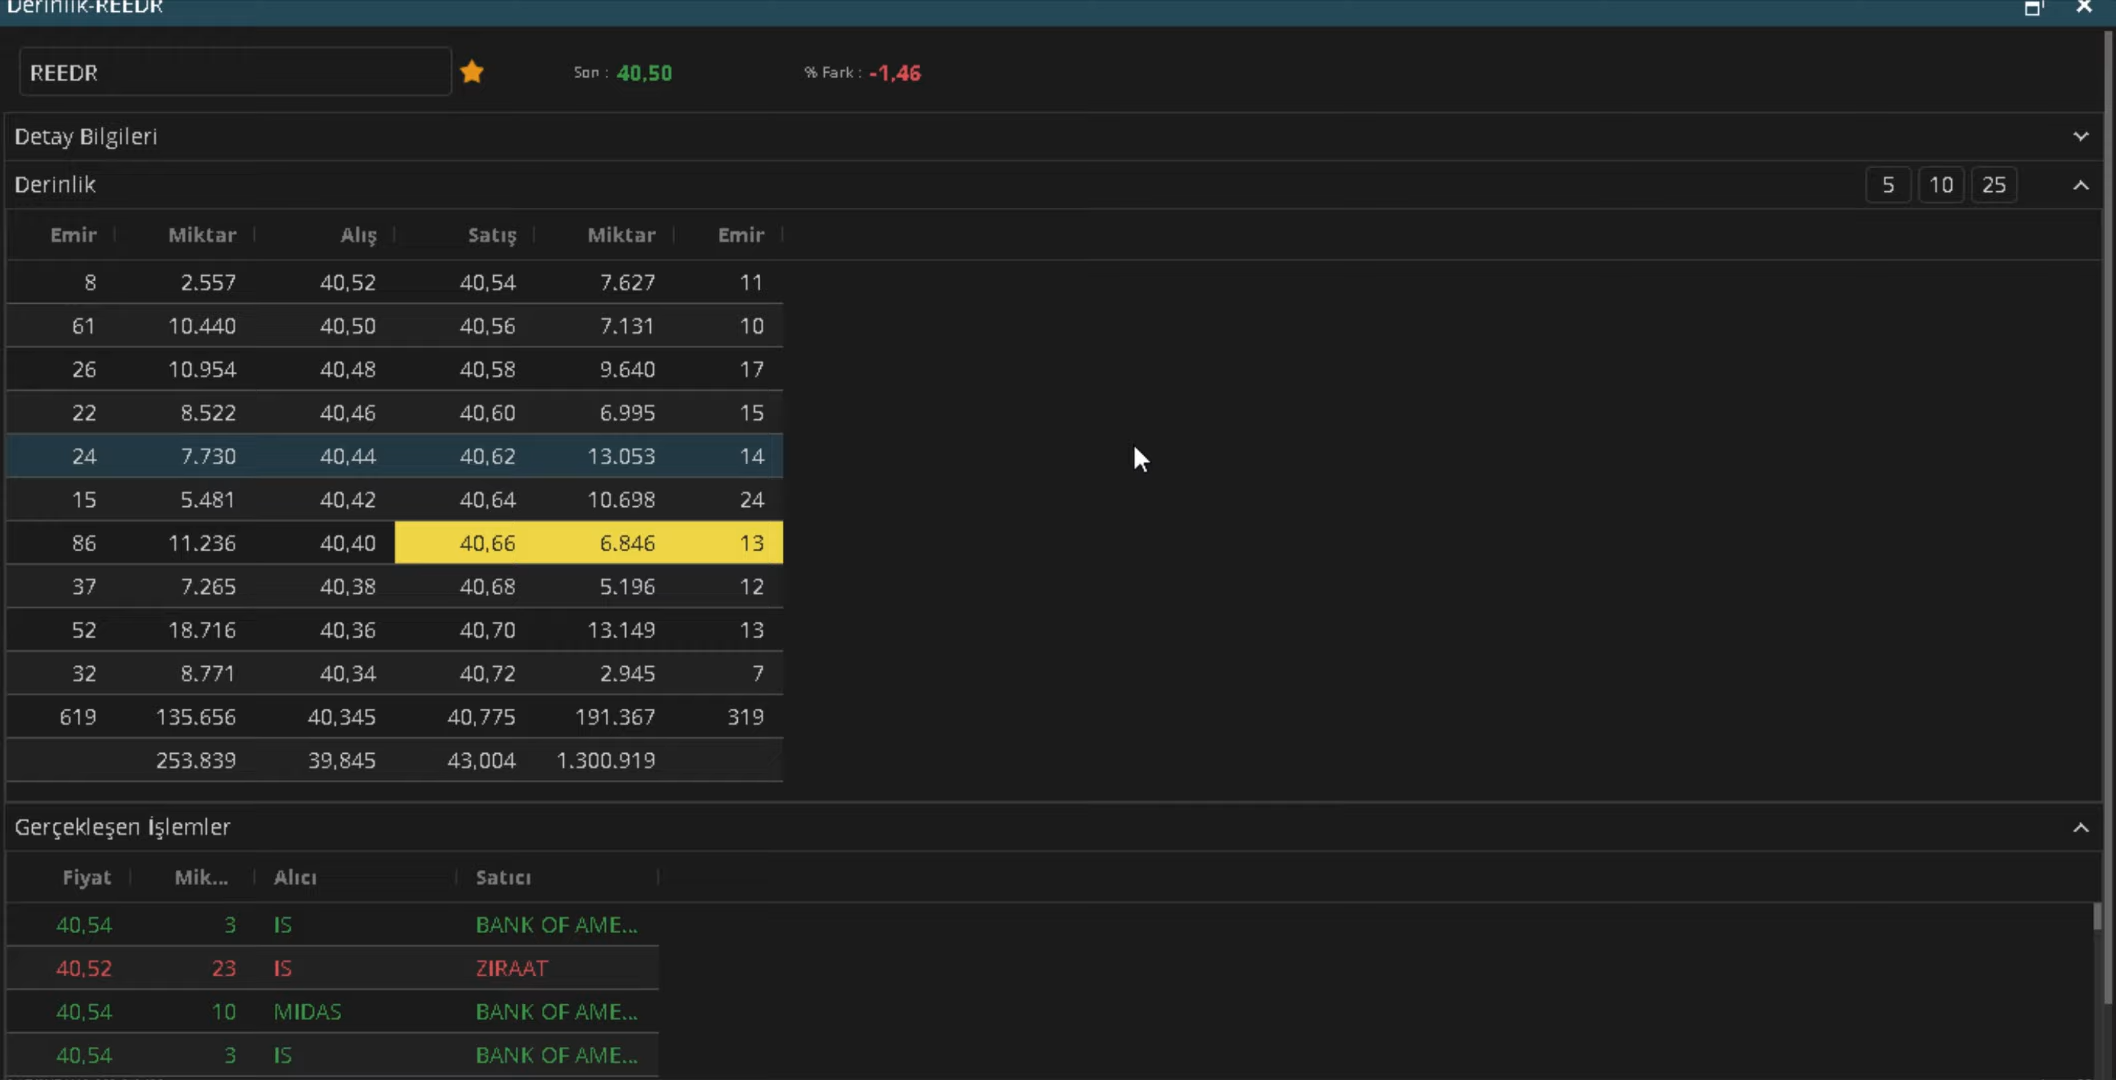 Derinlik-REEDR
REEDR Son : 40,50 % Fark : -1,46
Detay Bilgileri
Derinlik 5 10 25
Emir Miktar Alış Satış Miktar Emir
8 2.557 40,52 40,54 7.627 11
61 10.440 40,50 40,56 7.131 10
26 10.954 40,48 40,58 9.640 17
22 8.522 40,46 40,60 6.995 15
24 7.730 40,44 40,62 13.053 14
15 5.481 40,42 40,64 10.698 24
86 11.236 40,40 40,66 6.846 13
37 7.265 40,38 40,68 5.196 12
52 18.716 40,36 40,70 13.149 13
32 8.771 40,34 40,72 2.945 7
619 135.656 40,345 40,775 191.367 319
253.839 39,845 43,004 1.300.919
Gerçekleşen İşlemler
Fiyat Mik... Alıcı Satıcı
40,54 3 IS BANK OF AME...
40,52 23 IS ZIRAAT
40,54 10 MIDAS BANK OF AME...
40,54 3 IS BANK OF AME...